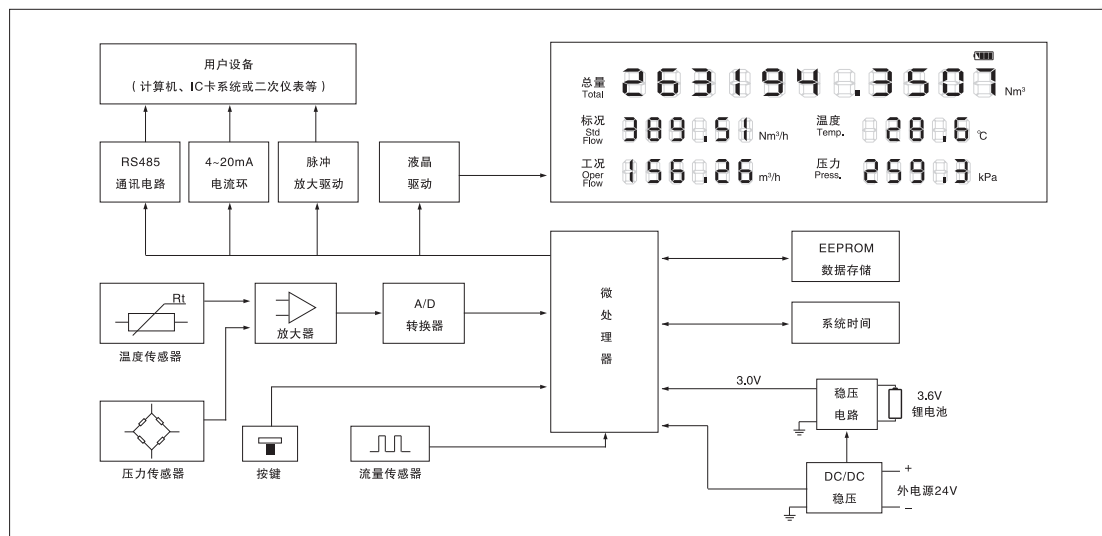 用户设备
（计算机、IC卡系统或二次仪表等）
RS485
通讯电路
4~20mA
电流环
脉冲
放大驱动
液晶
驱动
总量
Total
263194.3507
Nm³
标况
Std
Flow
389.51
Nm³/h
温度
Temp.
28.6
℃
工况
Oper
Flow
156.26
m³/h
压力
Press.
259.3
kPa
微处理器
EEPROM
数据存储
系统时间
Rt
温度传感器
放大器
A/D
转换器
压力传感器
按键
流量传感器
3.0V
稳压
电路
3.6V
锂电池
DC/DC
稳压
+
外电源24V
−